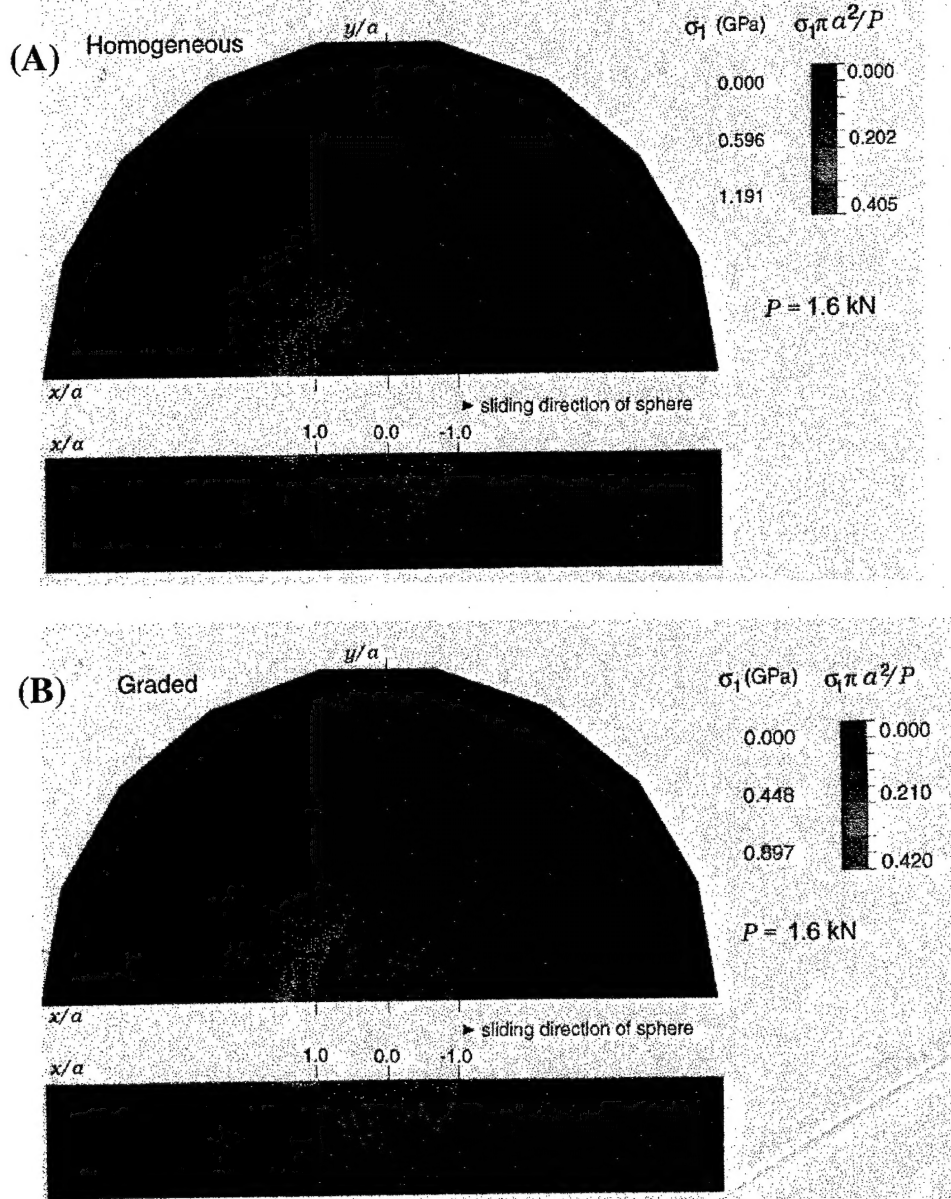 (A) Homogeneous
y/a
σ₁ (GPa) σ₁πa²/P
0.000 0.000
0.596 0.202
1.191 0.405
P = 1.6 kN
x/a
► sliding direction of sphere
x/a 1.0 0.0 -1.0
(B) Graded
y/a
σ₁ (GPa) σ₁πa²/P
0.000 0.000
0.448 0.210
0.897 0.420
P = 1.6 kN
x/a
► sliding direction of sphere
x/a 1.0 0.0 -1.0